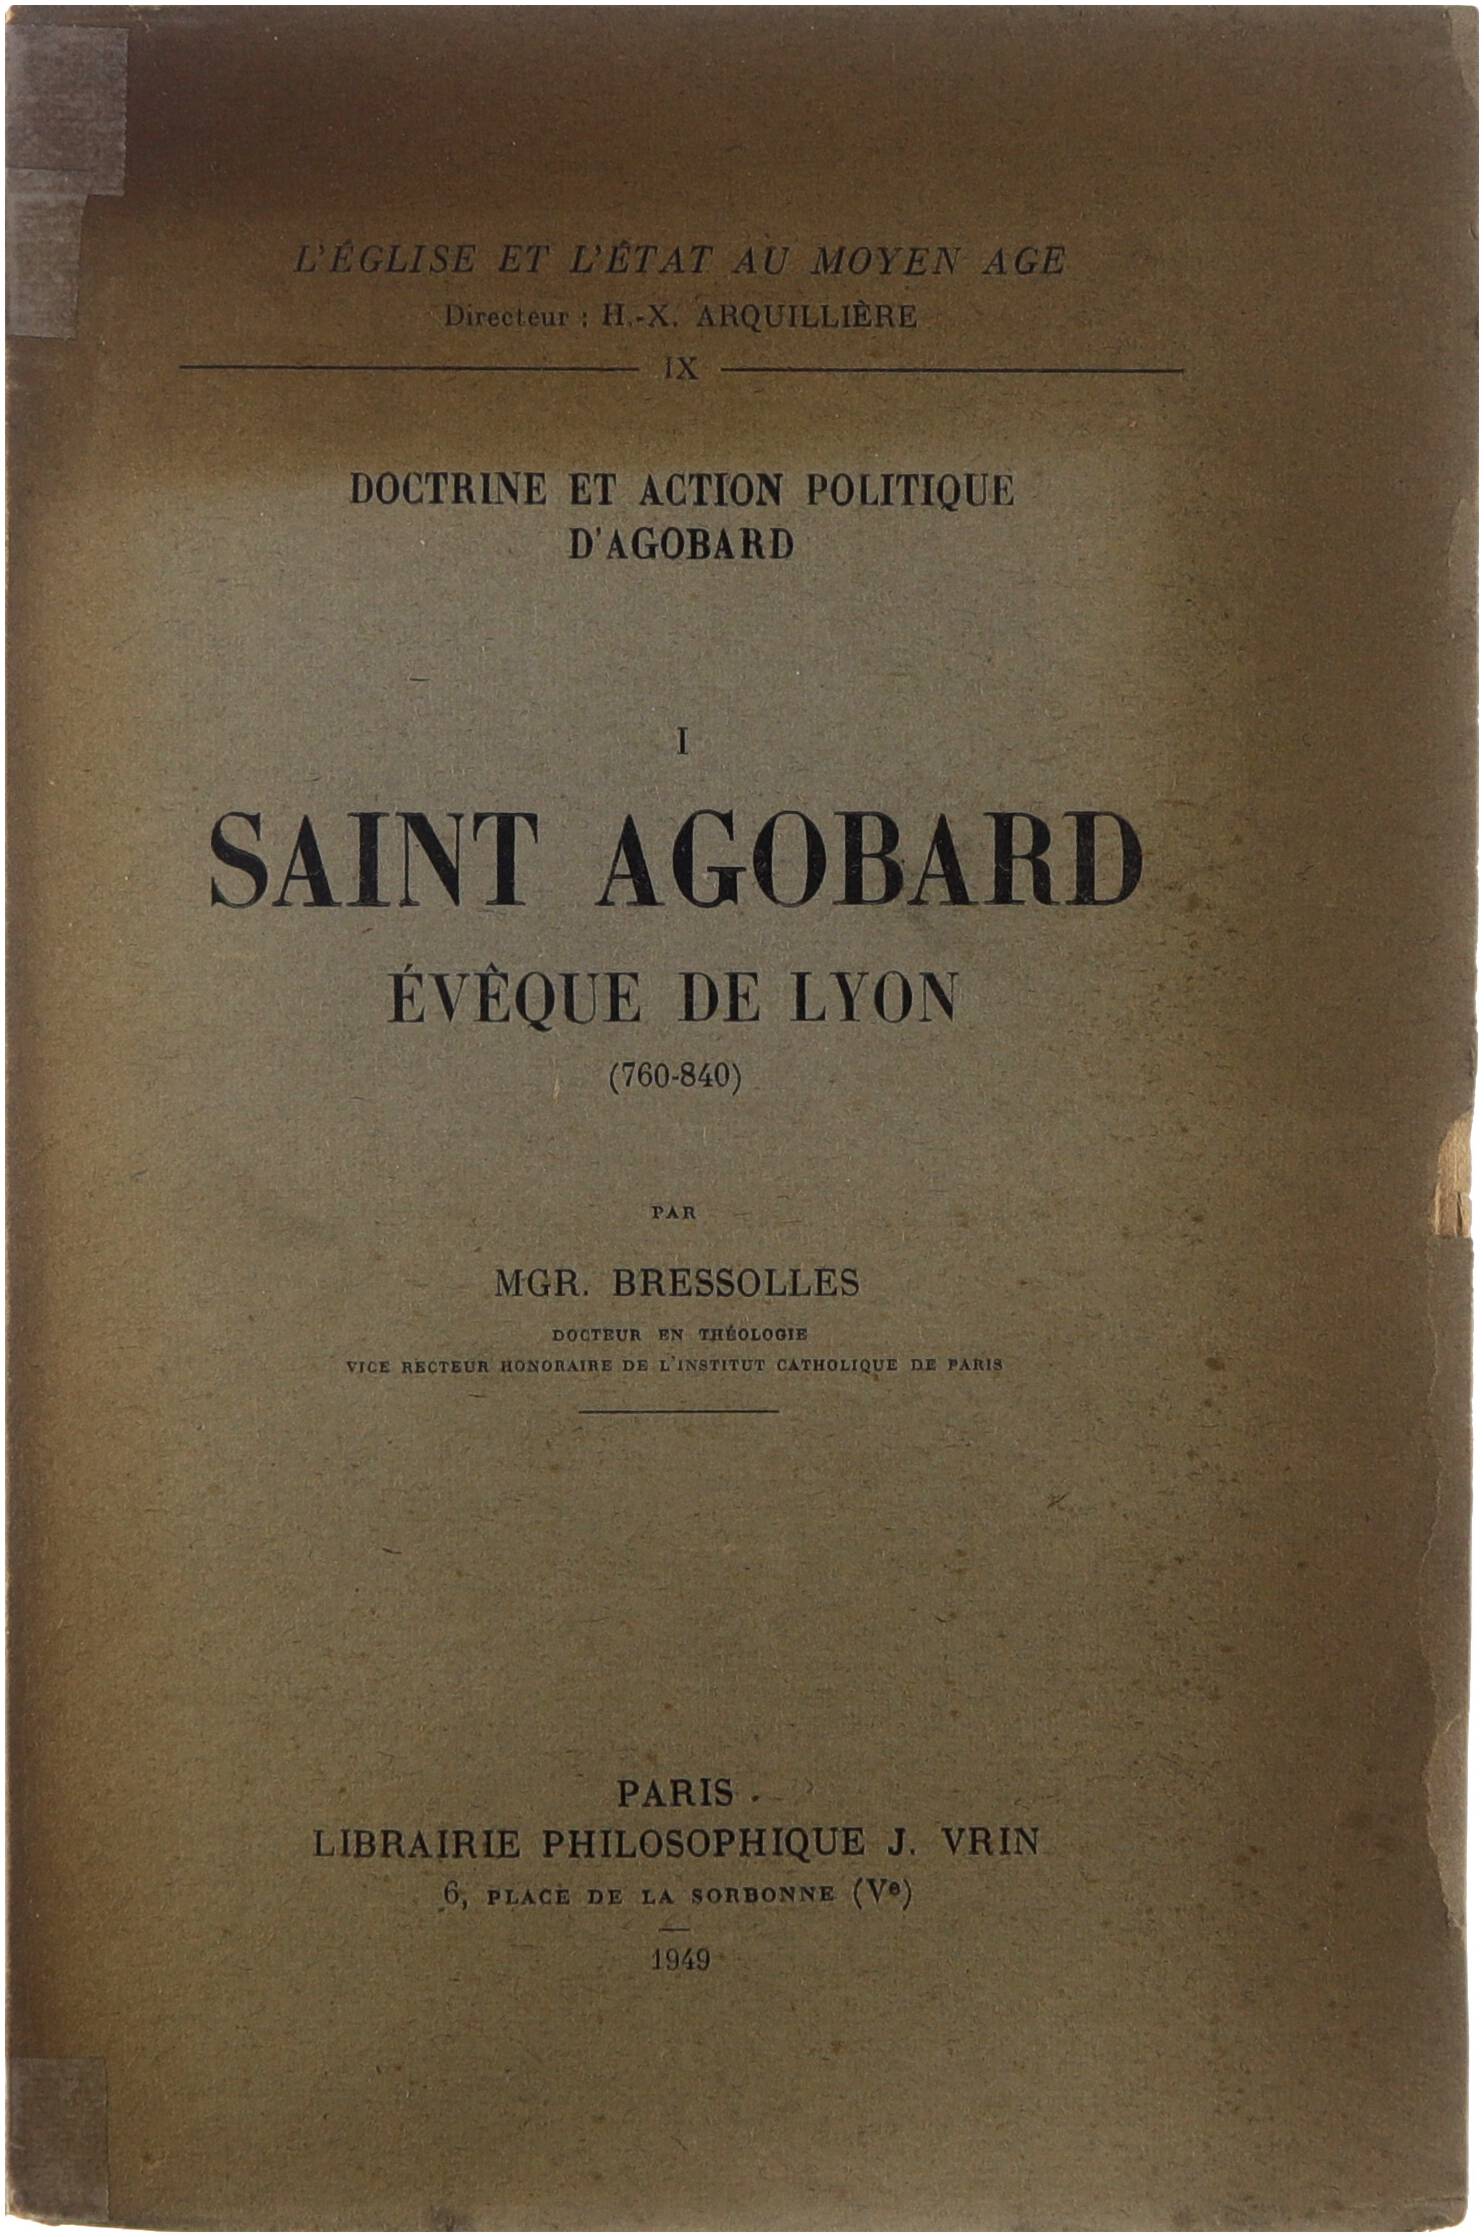 L'ÉGLISE ET L'ÉTAT AU MOYEN AGE
Directeur : H.-X. ARQUILLIÈRE
IX
DOCTRINE ET ACTION POLITIQUE
D'AGOBARD
I
SAINT AGOBARD
ÉVÊQUE DE LYON
(760-840)
PAR
MGR. BRESSOLLES
DOCTEUR EN THÉOLOGIE
VICE RECTEUR HONORAIRE DE L'INSTITUT CATHOLIQUE DE PARIS
PARIS
LIBRAIRIE PHILOSOPHIQUE J. VRIN
6, PLACE DE LA SORBONNE (Ve)
1949